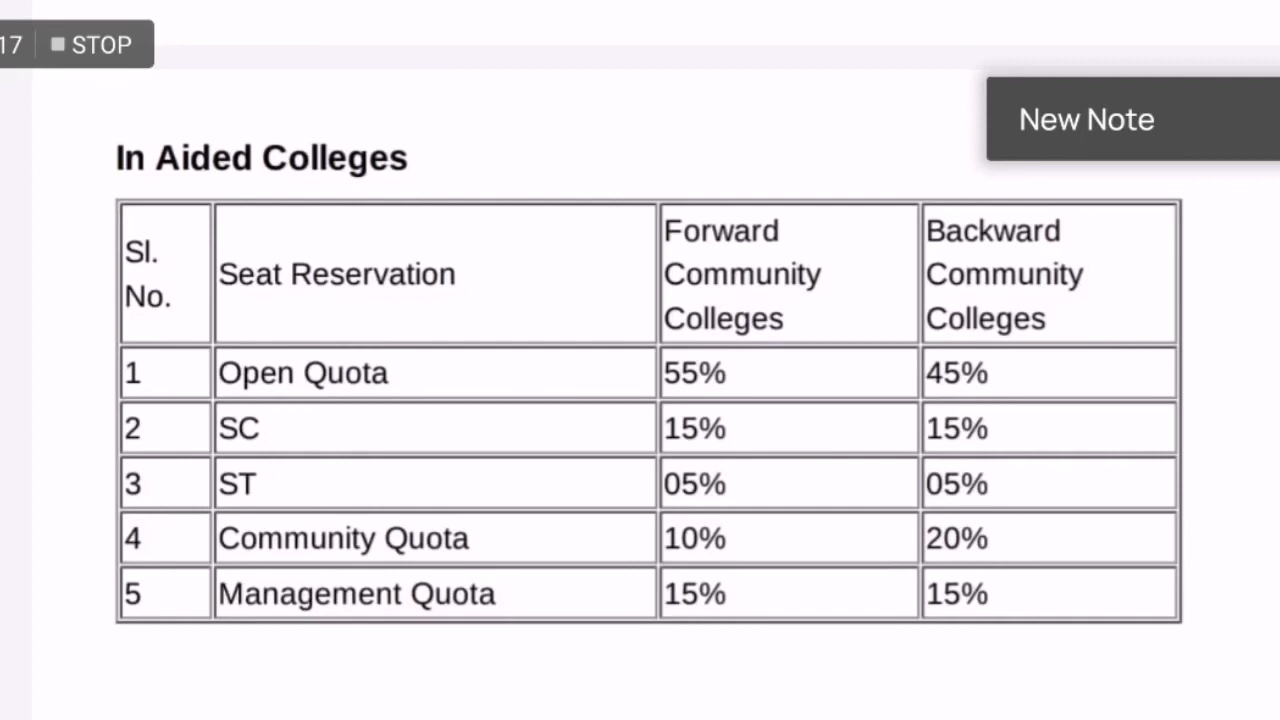 17 STOP
New Note
In Aided Colleges
Sl. No. Seat Reservation Forward Community Colleges Backward Community Colleges
1 Open Quota 55% 45%
2 SC 15% 15%
3 ST 05% 05%
4 Community Quota 10% 20%
5 Management Quota 15% 15%